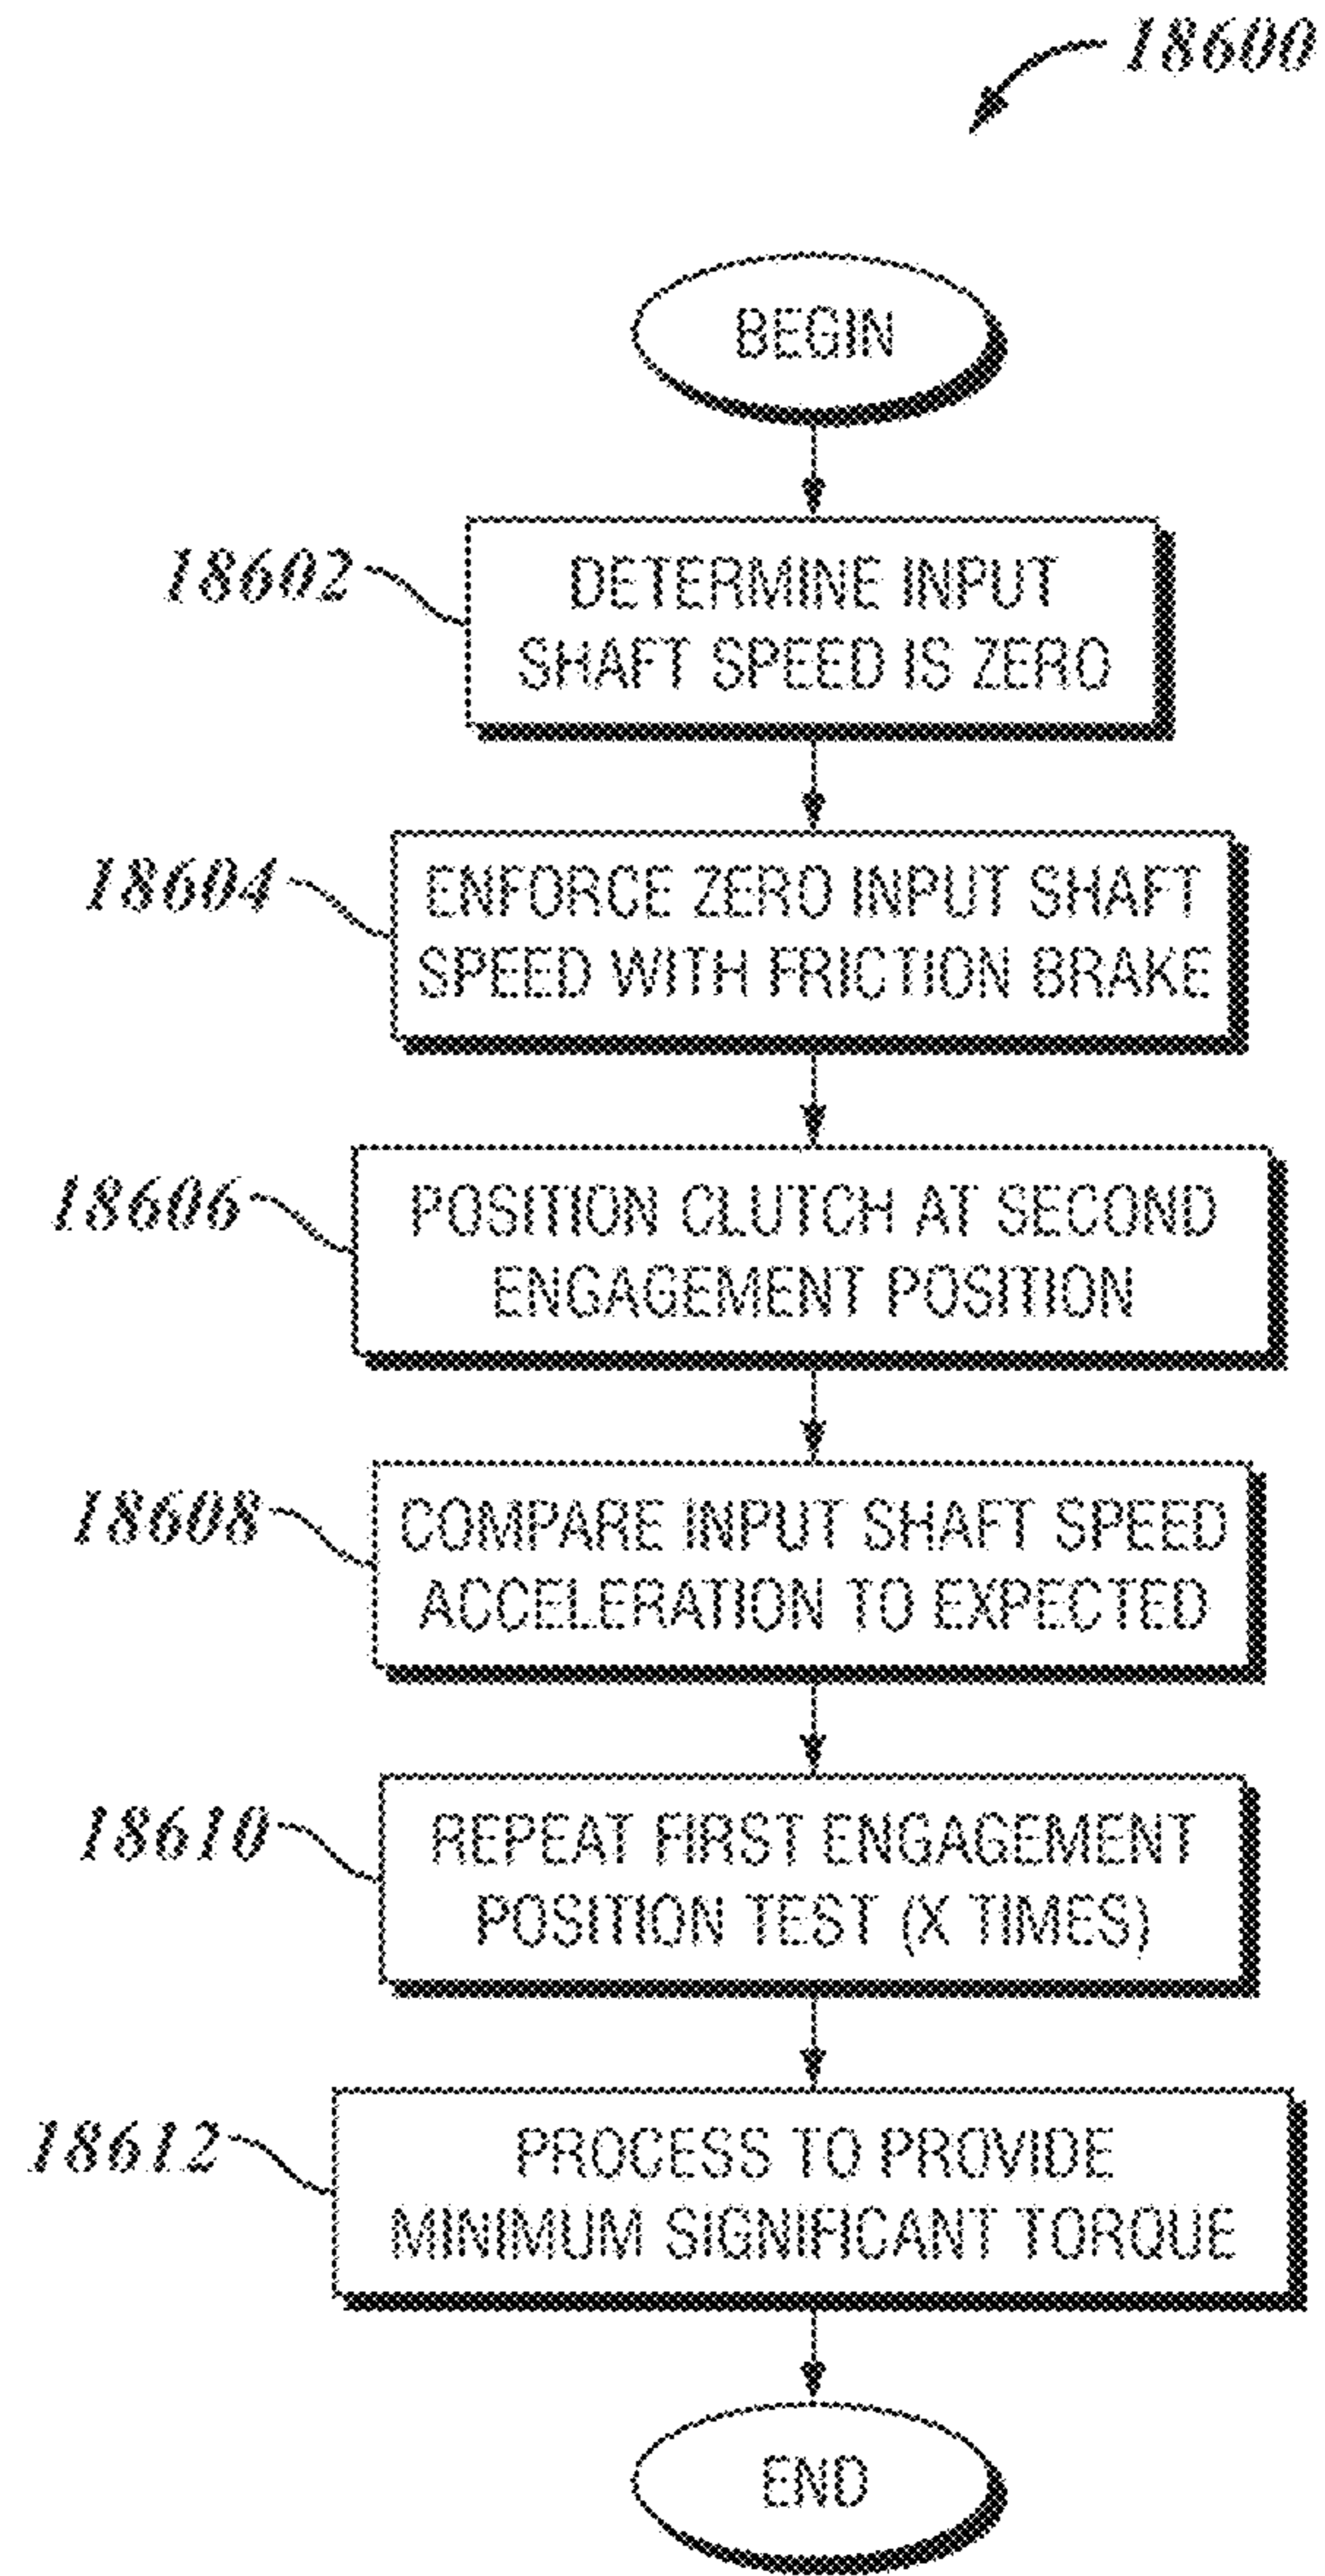 18600
BEGIN
18602
DETERMINE INPUT
SHAFT SPEED IS ZERO
18604
ENFORCE ZERO INPUT SHAFT
SPEED WITH FRICTION BRAKE
18606
POSITION CLUTCH AT SECOND
ENGAGEMENT POSITION
18608
COMPARE INPUT SHAFT SPEED
ACCELERATION TO EXPECTED
18610
REPEAT FIRST ENGAGEMENT
POSITION TEST (X TIMES)
18612
PROCESS TO PROVIDE
MINIMUM SIGNIFICANT TORQUE
END